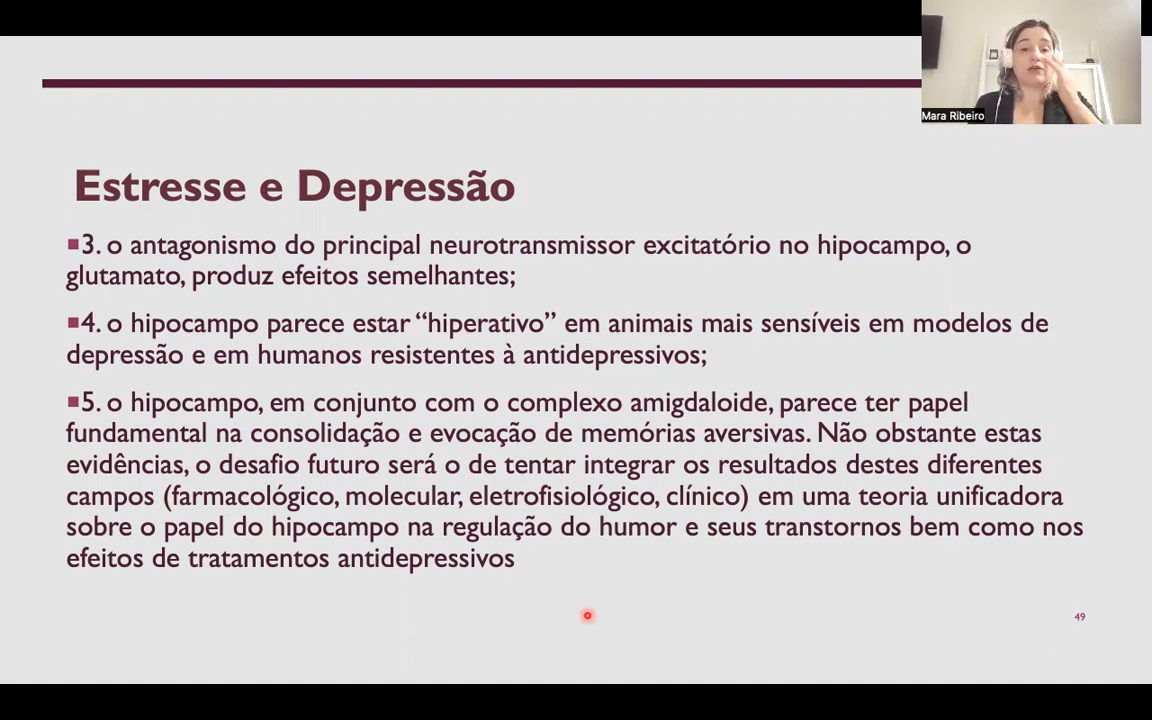 Mara Ribeiro
Estresse e Depressão
3. o antagonismo do principal neurotransmissor excitatório no hipocampo, o
glutamato, produz efeitos semelhantes;
4. o hipocampo parece estar “hiperativo” em animais mais sensíveis em modelos de
depressão e em humanos resistentes à antidepressivos;
5. o hipocampo, em conjunto com o complexo amigdaloide, parece ter papel
fundamental na consolidação e evocação de memórias aversivas. Não obstante estas
evidências, o desafio futuro será o de tentar integrar os resultados destes diferentes
campos (farmacológico, molecular, eletrofisiológico, clínico) em uma teoria unificadora
sobre o papel do hipocampo na regulação do humor e seus transtornos bem como nos
efeitos de tratamentos antidepressivos
49